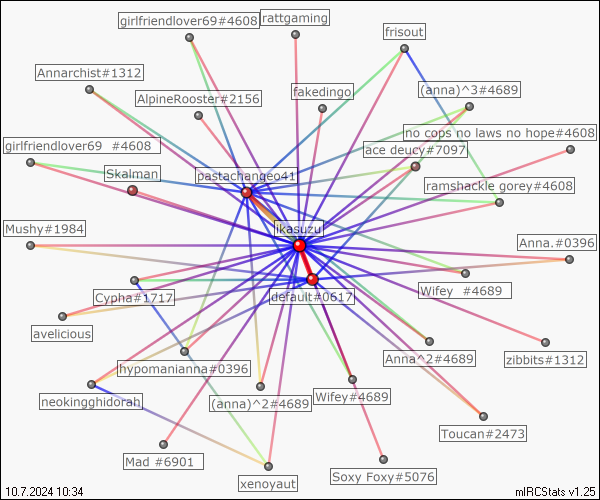 girlfriendlover69#4608
rattgaming
frisout
Annarchist#1312
AlpineRooster#2156
fakedingo
(anna)^3#4689
no cops no laws no hope#4608
girlfriendlover69 #4608
ace deucy#7097
Skalman
pastachangeo41
ramshackle gorey#4608
Mushy#1984
likasuzu
Anna.#0396
Cypha#1717
default#0617
Wifey #4689
avelicious
hypomanianna#0396
Anna^2#4689
zibbits#1312
neokingghidorah
(anna)^2#4689
Wifey#4689
Toucan#2473
Mad #6901
xenoyaut
Soxy Foxy#5076
10.7.2024 10:34
mIRCStats v1.25